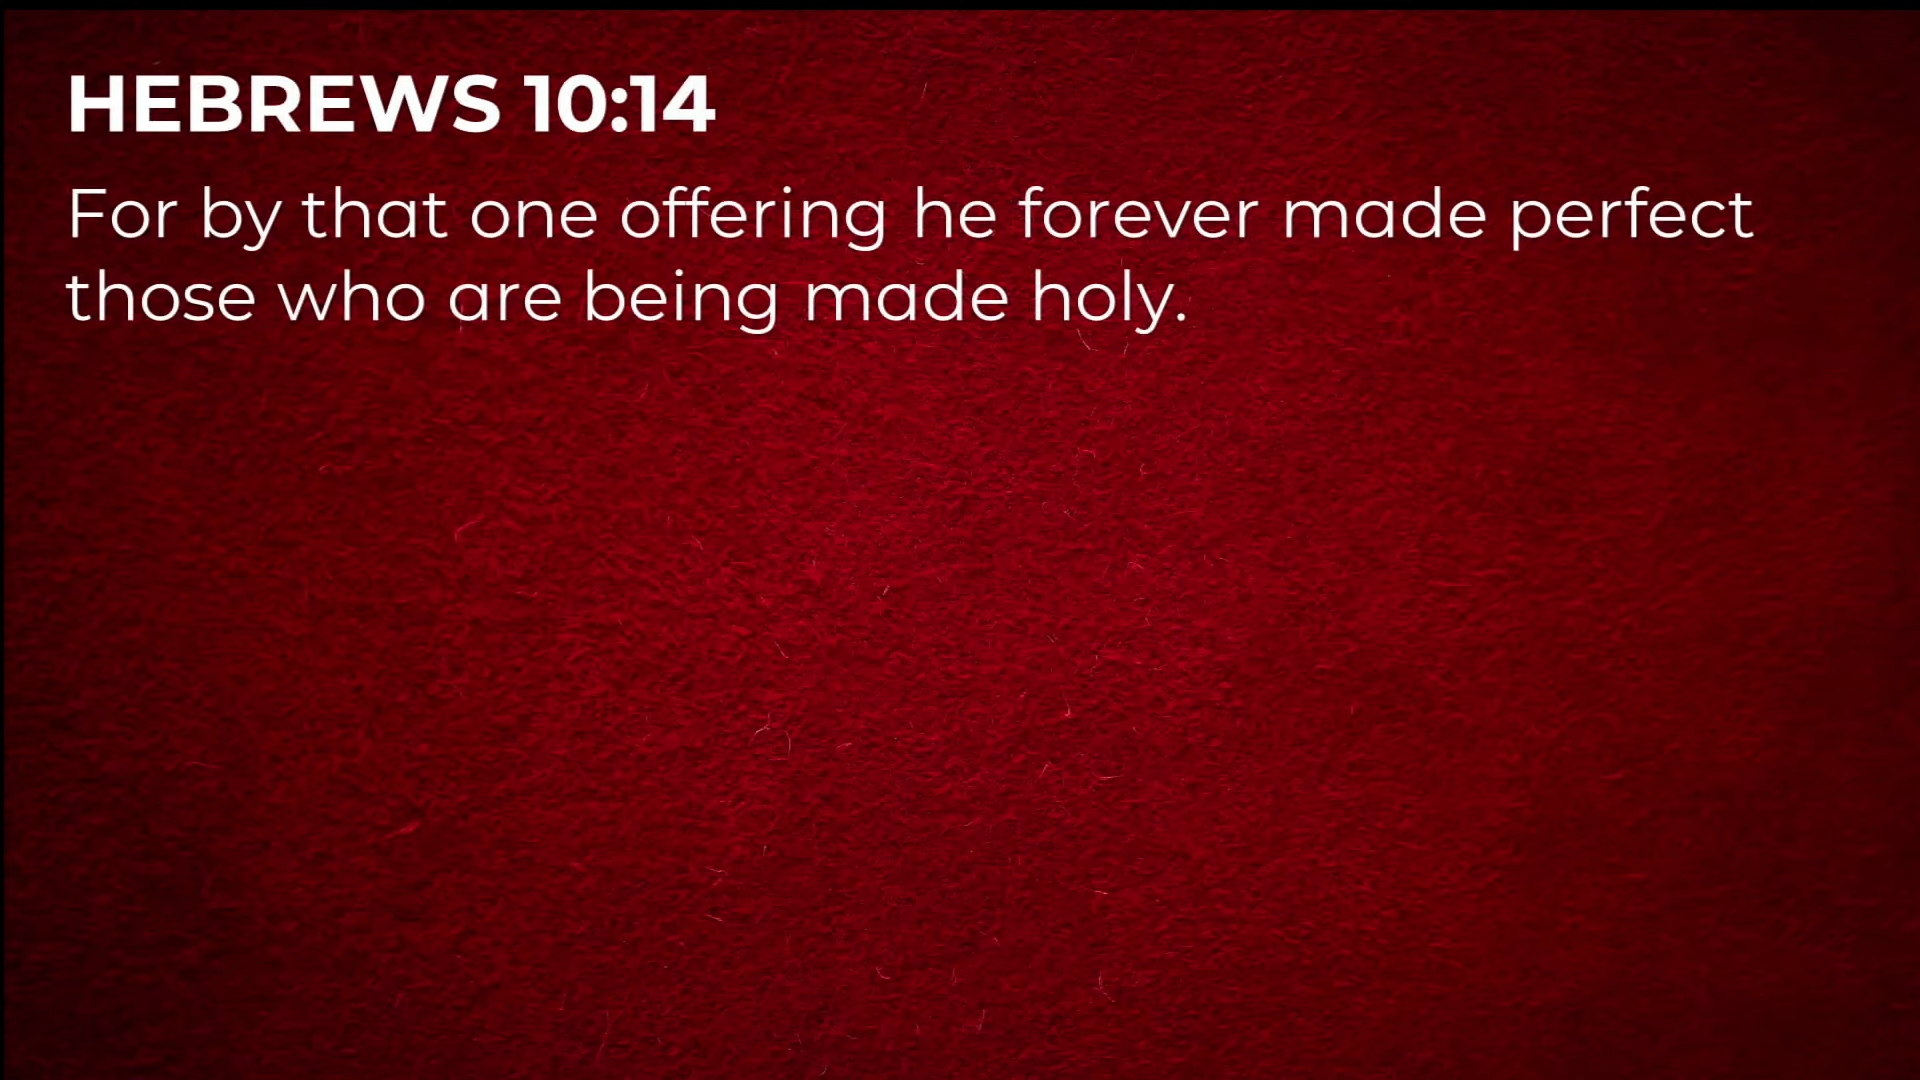 HEBREWS 10:14
For by that one offering he forever made perfect
those who are being made holy.